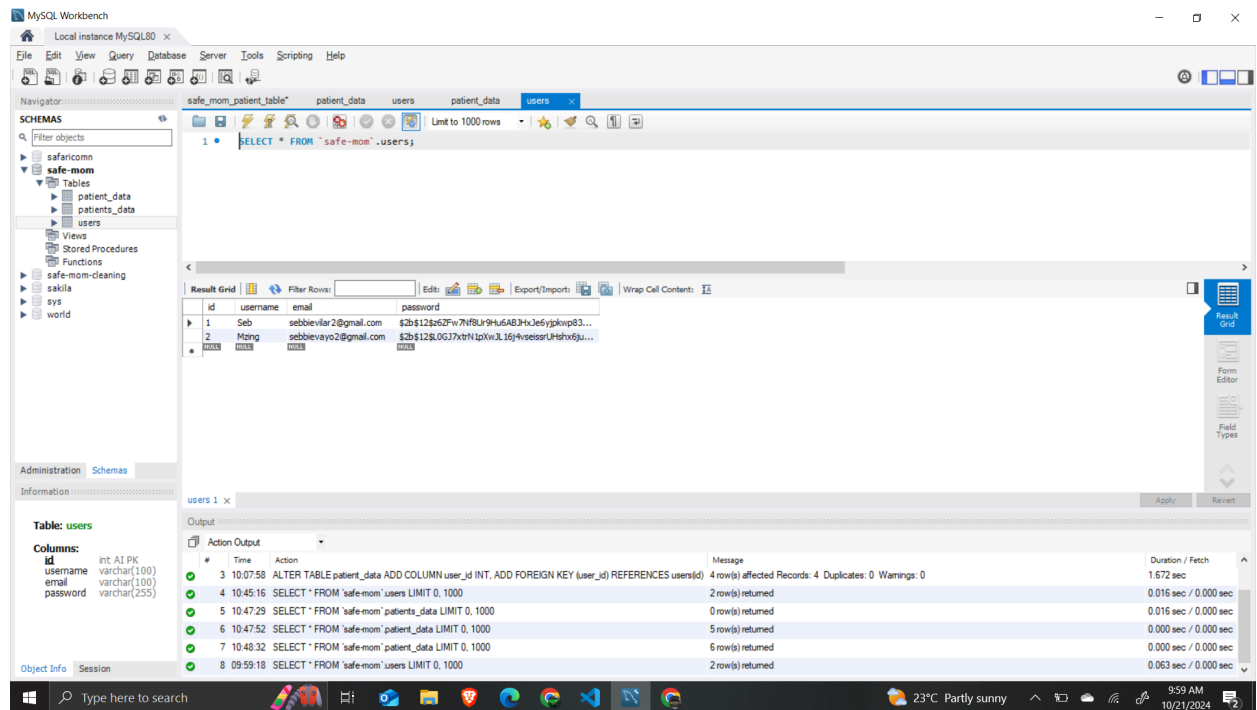 MySQL Workbench
Local instance MySQL80
File Edit View Query Database Server Tools Scripting Help
Navigator
SCHEMAS
Filter objects
safaricomn
safe-mom
Tables
patient_data
patients_data
users
Views
Stored Procedures
Functions
safe-mom-cleaning
sakila
sys
world
Administration Schemas
Information
Table: users
Columns:
id int AI PK
username varchar(100)
email varchar(100)
password varchar(255)
Object Info Session
safe_mom_patient_table* patient_data users patient_data users
Limit to 1000 rows
1 SELECT * FROM `safe-mom`.users;
Result Grid Filter Rows: Edit: Export/Import: Wrap Cell Content:
id username email password
1 Seb sebbievilar2@gmail.com
2 Mzing sebbievayo2@gmail.com
NULL NULL NULL NULL
Result Grid
Form Editor
Field Types
users 1
Apply Revert
Output
Action Output
# Time Action Message Duration / Fetch
3 10:07:58 ALTER TABLE patient_data ADD COLUMN user_id INT, ADD FOREIGN KEY (user_id) REFERENCES users(id) 4 row(s) affected Records: 4 Duplicates: 0 Warnings: 0 1.672 sec
4 10:45:16 SELECT * FROM `safe-mom`.users LIMIT 0, 1000 2 row(s) returned 0.016 sec / 0.000 sec
5 10:47:29 SELECT * FROM `safe-mom`.patients_data LIMIT 0, 1000 0 row(s) returned 0.016 sec / 0.000 sec
6 10:47:52 SELECT * FROM `safe-mom`.patient_data LIMIT 0, 1000 5 row(s) returned 0.000 sec / 0.000 sec
7 10:48:32 SELECT * FROM `safe-mom`.patient_data LIMIT 0, 1000 6 row(s) returned 0.000 sec / 0.000 sec
8 09:59:18 SELECT * FROM `safe-mom`.users LIMIT 0, 1000 2 row(s) returned 0.063 sec / 0.000 sec
Type here to search
23°C Partly sunny
9:59 AM
10/21/2024
2